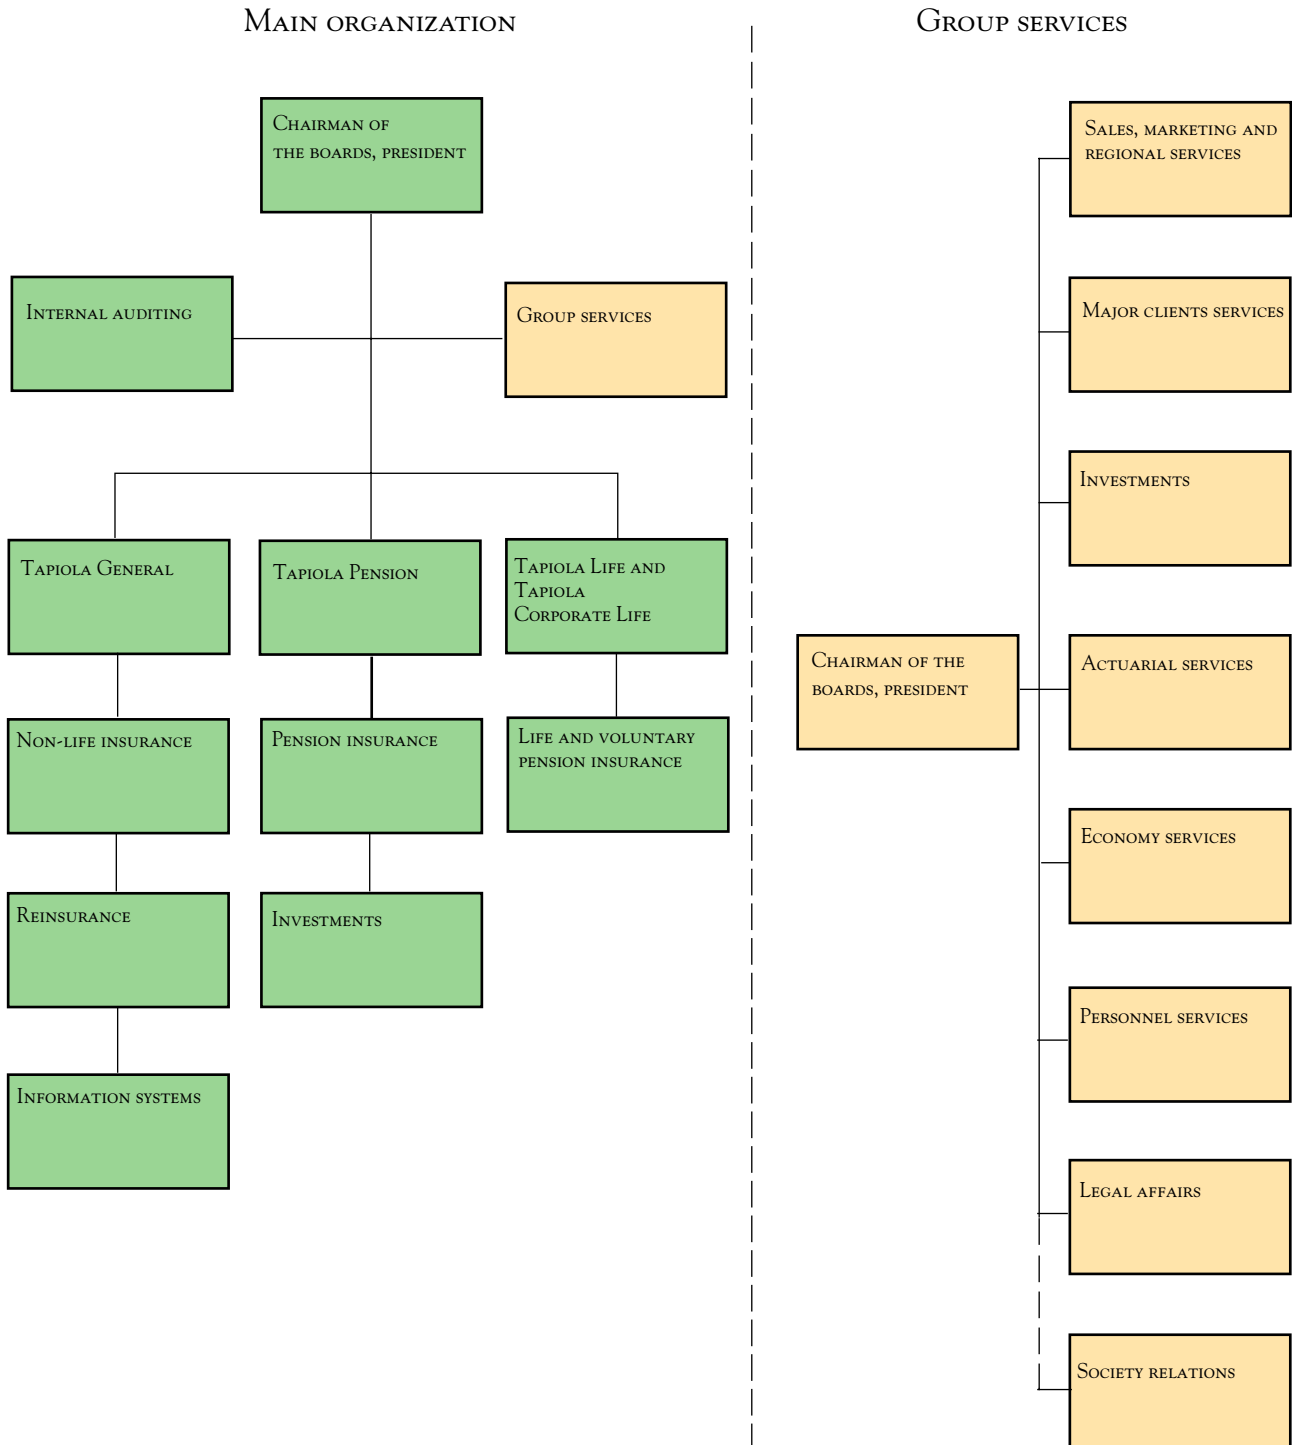 Main organization
Chairman of
the boards, president
Internal auditing
Group services
Tapiola General
Tapiola Pension
Tapiola Life and
Tapiola
Corporate Life
Non-life insurance
Pension insurance
Life and voluntary
pension insurance
Reinsurance
Investments
Information systems
Group services
Chairman of the
boards, president
Sales, marketing and
regional services
Major clients services
Investments
Actuarial services
Economy services
Personnel services
Legal affairs
Society relations